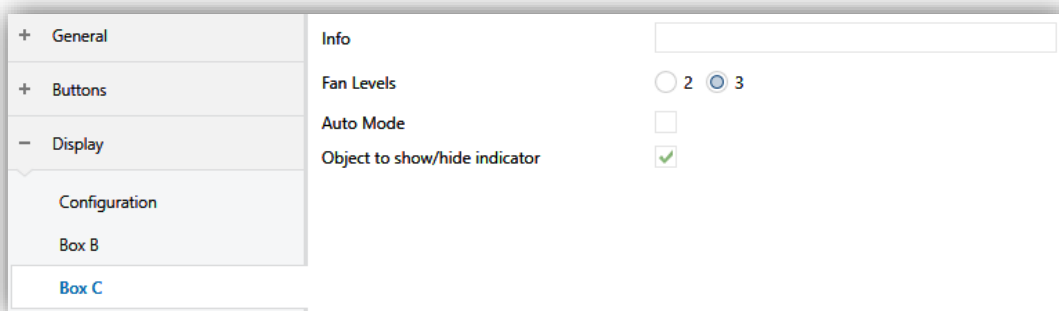 + General
+ Buttons
− Display
Configuration
Box B
Box C
Info
Fan Levels 2 3
Auto Mode
Object to show/hide indicator